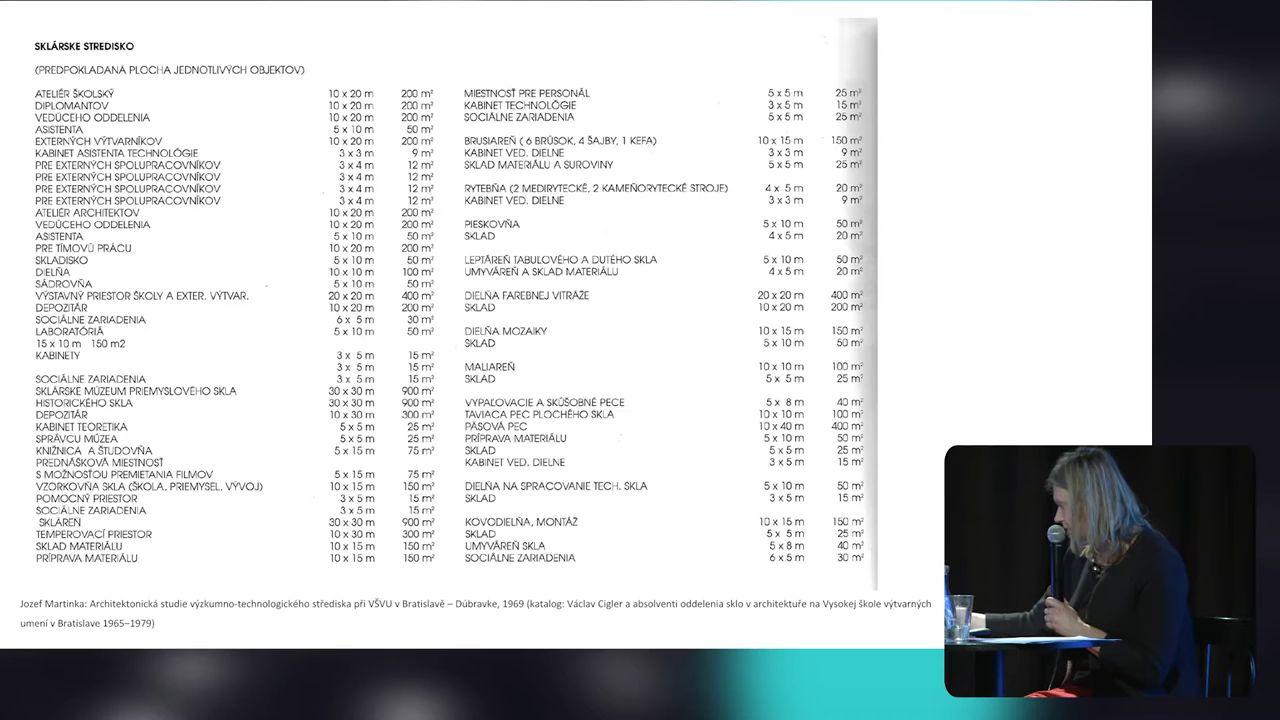 SKLÁRSKE STREDISKO
(PREDPOKLADANÁ PLOCHA JEDNOTLIVÝCH OBJEKTOV)
ATELIÉR ŠKOLSKÝ 10 x 20 m 200 m²
DIPLOMANTOV 10 x 20 m 200 m²
VEDÚCEHO ODDELENIA 10 x 20 m 200 m²
ASISTENTA 5 x 10 m 50 m²
EXTERNÝCH VÝTVARNÍKOV 10 x 20 m 200 m²
KABINET ASISTENTA TECHNOLÓGIE 3 x 3 m 9 m²
PRE EXTERNÝCH SPOLUPRACOVNÍKOV 3 x 4 m 12 m²
PRE EXTERNÝCH SPOLUPRACOVNÍKOV 3 x 4 m 12 m²
PRE EXTERNÝCH SPOLUPRACOVNÍKOV 3 x 4 m 12 m²
PRE EXTERNÝCH SPOLUPRACOVNÍKOV 3 x 4 m 12 m²
ATELIÉR ARCHITEKTOV 10 x 20 m 200 m²
VEDÚCEHO ODDELENIA 10 x 20 m 200 m²
ASISTENTA 5 x 10 m 50 m²
PRE TÍMOVÚ PRÁCU 10 x 20 m 200 m²
SKLADISKO 5 x 10 m 50 m²
DIELŇA 10 x 10 m 100 m²
SÁDROVŇA 5 x 10 m 50 m²
VÝSTAVNÝ PRIESTOR ŠKOLY A EXTER. VÝTVAR. 20 x 20 m 400 m²
DEPOZITÁR 10 x 20 m 200 m²
SOCIÁLNE ZARIADENIA 6 x 5 m 30 m²
LABORATÓRIÁ 5 x 10 m 50 m²
15 x 10 m 150 m2
KABINETY 3 x 5 m 15 m²
3 x 5 m 15 m²
SOCIÁLNE ZARIADENIA 3 x 5 m 15 m²
SKLÁRSKE MÚZEUM PRIEMYSLOVÉHO SKLA 30 x 30 m 900 m²
HISTORICKÉHO SKLA 30 x 30 m 900 m²
DEPOZITÁR 10 x 30 m 300 m²
KABINET TEORETIKA 5 x 5 m 25 m²
SPRÁVCU MÚZEA 5 x 5 m 25 m²
KNIŽNICA A ŠTUDOVŇA 5 x 15 m 75 m²
PREDNÁŠKOVÁ MIESTNOSŤ
S MOŽNOSŤOU PREMIETANIA FILMOV 5 x 15 m 75 m²
VZORKOVŇA SKLA (ŠKOLA, PRIEMYSEL, VÝVOJ) 10 x 15 m 150 m²
POMOCNÝ PRIESTOR 3 x 5 m 15 m²
SOCIÁLNE ZARIADENIA 3 x 5 m 15 m²
SKLÁREŇ 30 x 30 m 900 m²
TEMPEROVACÍ PRIESTOR 10 x 30 m 300 m²
SKLAD MATERIÁLU 10 x 15 m 150 m²
PRÍPRAVA MATERIÁLU 10 x 15 m 150 m²
MIESTNOSŤ PRE PERSONÁL 5 x 5 m 25 m²
KABINET TECHNOLÓGIE 3 x 5 m 15 m²
SOCIÁLNE ZARIADENIA 5 x 5 m 25 m²
BRUSIAREŇ ( 6 BRÚSOK, 4 ŠAJBY, 1 KEFA) 10 x 15 m 150 m²
KABINET VED. DIELNE 3 x 3 m 9 m²
SKLAD MATERIÁLU A SUROVINY 5 x 5 m 25 m²
RYTEBŇA (2 MEDIRYTECKÉ, 2 KAMEŇORYTECKÉ STROJE) 4 x 5 m 20 m²
KABINET VED. DIELNE 3 x 3 m 9 m²
PIESKOVŇA 5 x 10 m 50 m²
SKLAD 4 x 5 m 20 m²
LEPTÁREŇ TABUĽOVÉHO A DUTÉHO SKLA 5 x 10 m 50 m²
UMYVÁREŇ A SKLAD MATERIÁLU 4 x 5 m 20 m²
DIELŇA FAREBNEJ VITRÁŽE 20 x 20 m 400 m²
SKLAD 10 x 20 m 200 m²
DIELŇA MOZAIKY 10 x 15 m 150 m²
SKLAD 5 x 10 m 50 m²
MALIAREŇ 10 x 10 m 100 m²
SKLAD 5 x 5 m 25 m²
VYPAĽOVACIE A SKÚŠOBNÉ PECE 5 x 8 m 40 m²
TAVIACA PEC PLOCHÉHO SKLA 10 x 10 m 100 m²
PÁSOVÁ PEC 10 x 40 m 400 m²
PRÍPRAVA MATERIÁLU 5 x 10 m 50 m²
SKLAD 5 x 5 m 25 m²
KABINET VED. DIELNE 3 x 5 m 15 m²
DIELŇA NA SPRACOVANIE TECH. SKLA 5 x 10 m 50 m²
SKLAD 3 x 5 m 15 m²
KOVODIELŇA, MONTÁŽ 10 x 15 m 150 m²
SKLAD 5 x 5 m 25 m²
UMYVÁREŇ SKLA 5 x 8 m 40 m²
SOCIÁLNE ZARIADENIA 6 x 5 m 30 m²
Jozef Martinka: Architektonická studie výzkumno-technologického střediska při VŠVU v Bratislavě – Dúbravke, 1969 (katalog: Václav Cigler a absolventi oddelenia sklo v architektuře na Vysokej škole výtvarných
umení v Bratislave 1965–1979)